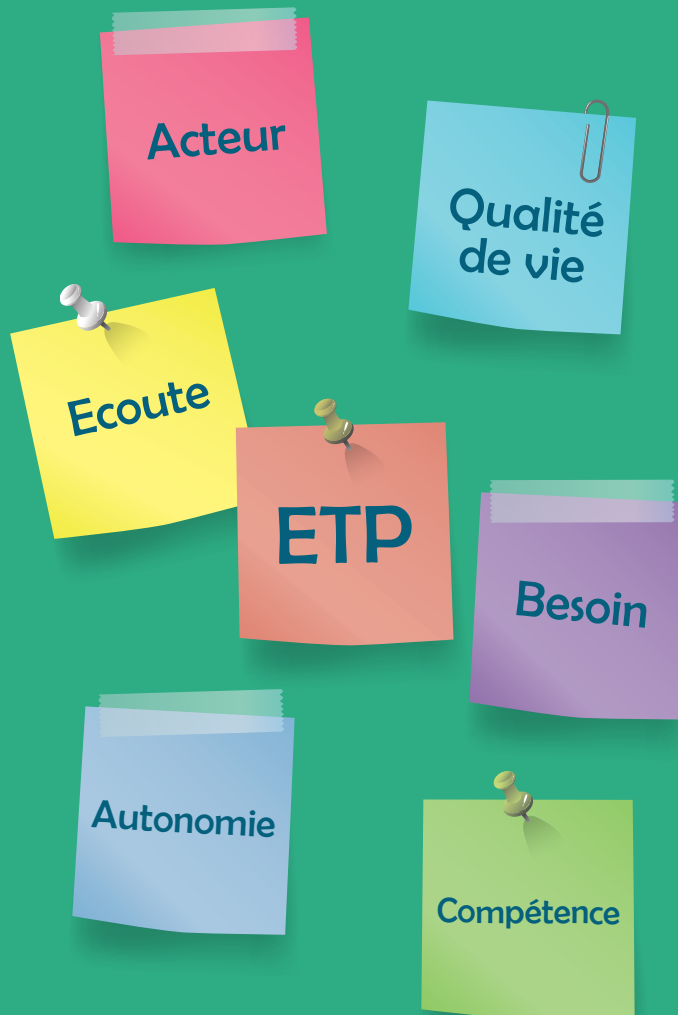 Acteur
Qualité
de vie
Ecoute
ETP
Besoin
Autonomie
Compétence